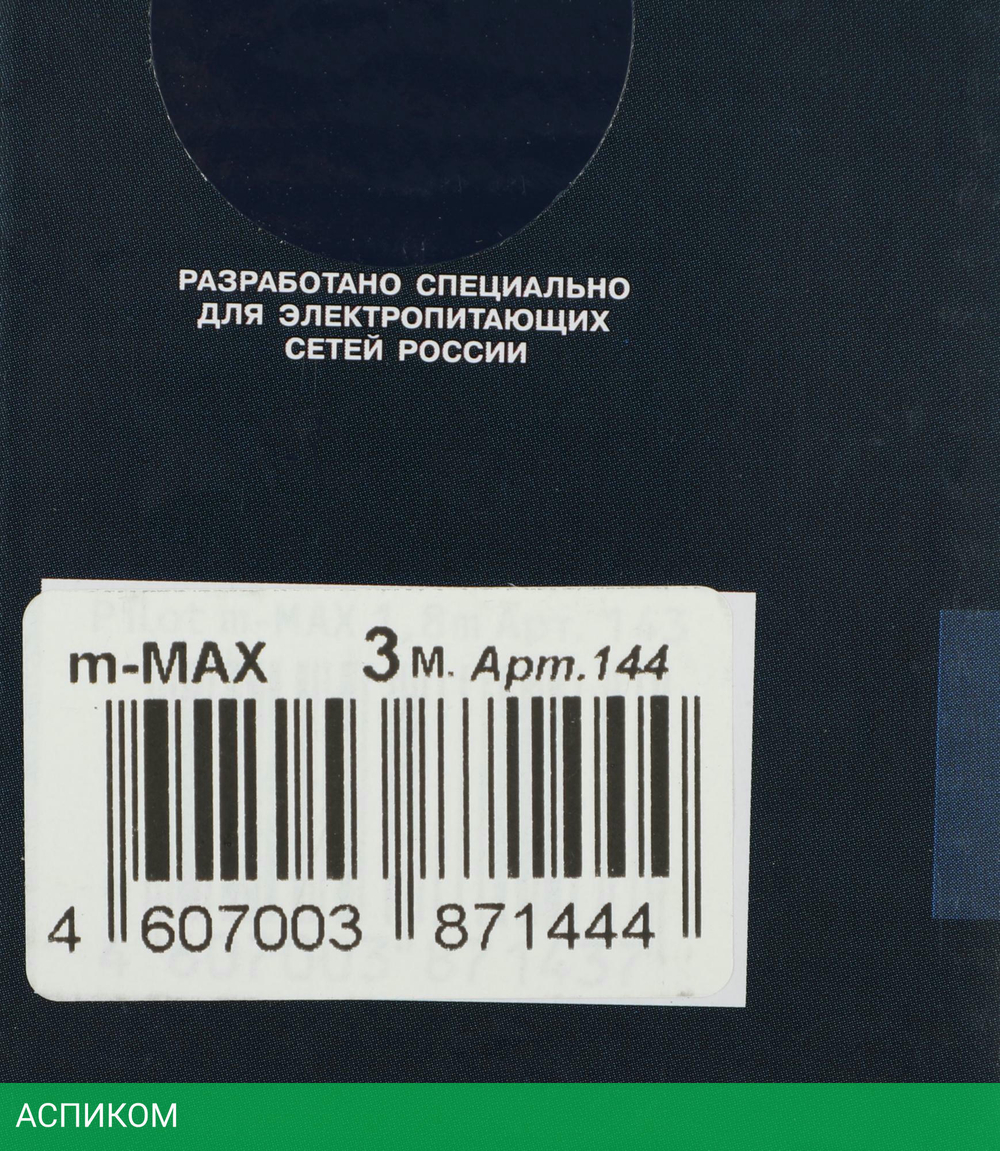 РАЗРАБОТАНО СПЕЦИАЛЬНО
ДЛЯ ЭЛЕКТРОПИТАЮЩИХ
СЕТЕЙ РОССИИ
m-MAX 3 м. Арт.144
4 607003 871444
АСПИКОМ